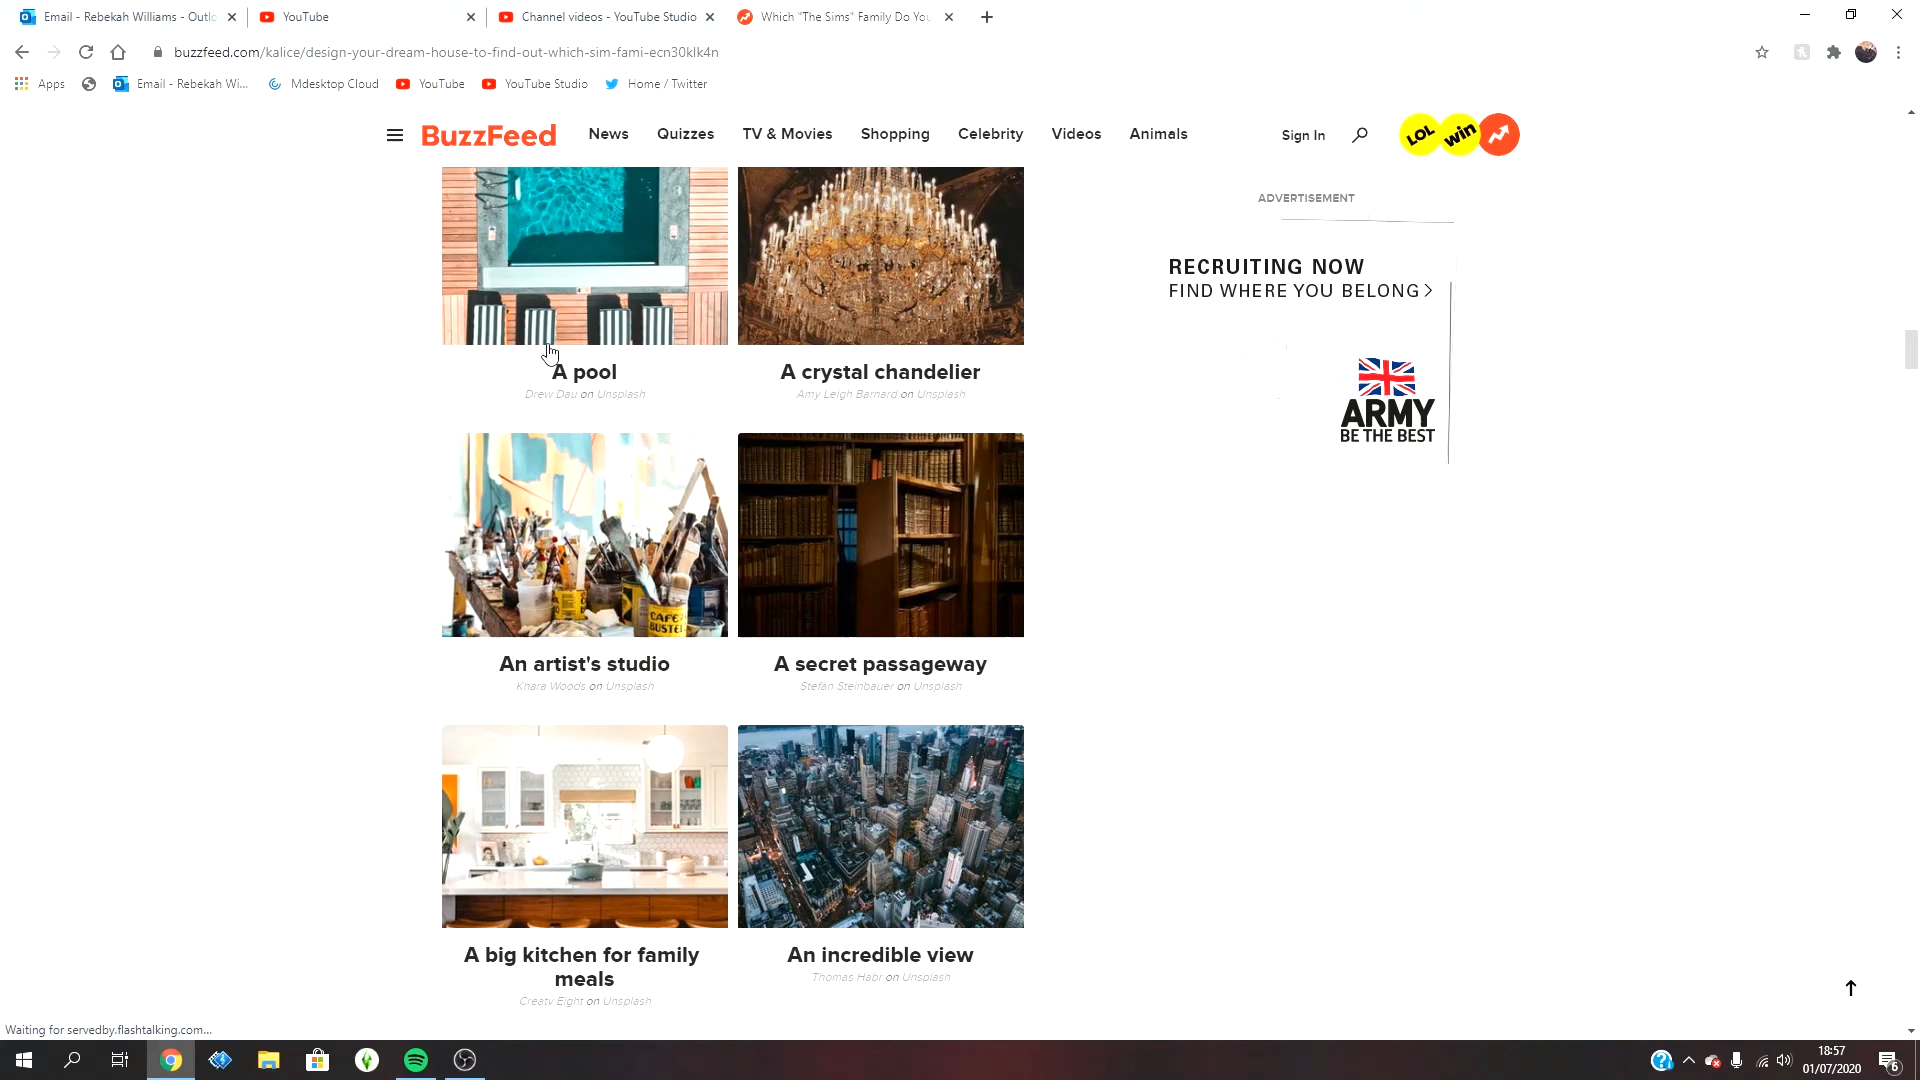 Email - Rebekah Williams - Outlo
YouTube
Channel videos - YouTube Studio
Which "The Sims" Family Do You
buzzfeed.com/kalice/design-your-dream-house-to-find-out-which-sim-fami-ecn30klk4n
Apps
Email - Rebekah Wi...
Mdesktop Cloud
YouTube
YouTube Studio
Home / Twitter
BuzzFeed
News
Quizzes
TV & Movies
Shopping
Celebrity
Videos
Animals
Sign In
LOL
win
ADVERTISEMENT
RECRUITING NOW
FIND WHERE YOU BELONG >
ARMY
BE THE BEST
A pool
Drew Dau on Unsplash
A crystal chandelier
Amy Leigh Barnard on Unsplash
CAFE
BUSTEL
An artist's studio
Khara Woods on Unsplash
A secret passageway
Stefan Steinbauer on Unsplash
A big kitchen for family
meals
Creatv Eight on Unsplash
An incredible view
Thomas Habr on Unsplash
Waiting for servedby.flashtalking.com...
18:57
01/07/2020
6